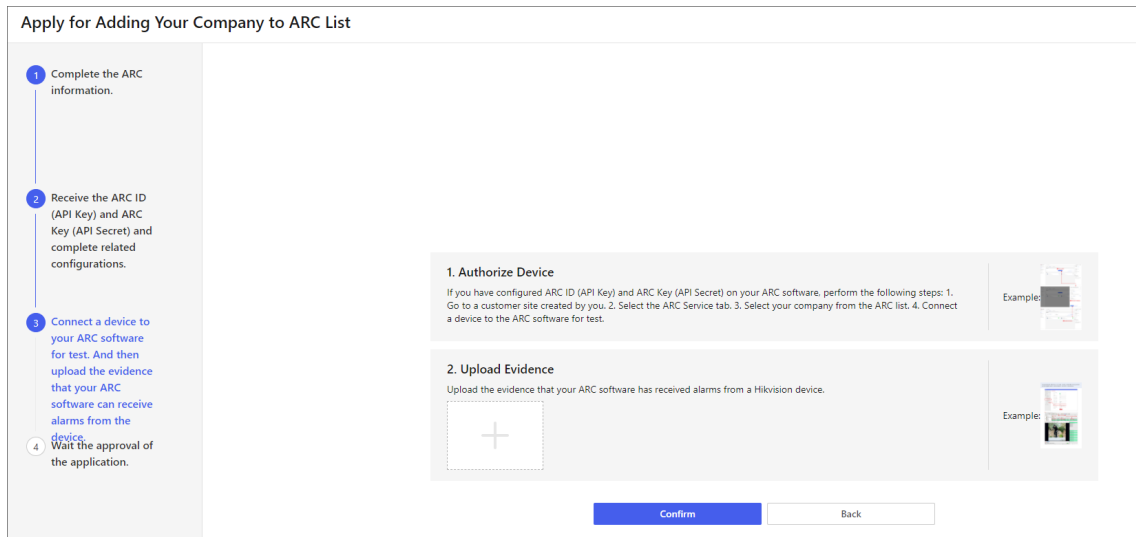 Apply for Adding Your Company to ARC List
1
Complete the ARC
information.
2
Receive the ARC ID
(API Key) and ARC
Key (API Secret) and
complete related
configurations.
3
Connect a device to
your ARC software
for test. And then
upload the evidence
that your ARC
software can receive
alarms from the
device.
4
Wait the approval of
the application.
1. Authorize Device
If you have configured ARC ID (API Key) and ARC Key (API Secret) on your ARC software, perform the following steps: 1.
Go to a customer site created by you. 2. Select the ARC Service tab. 3. Select your company from the ARC list. 4. Connect
a device to the ARC software for test.
Example:
2. Upload Evidence
Upload the evidence that your ARC software has received alarms from a Hikvision device.
Example:
Confirm
Back